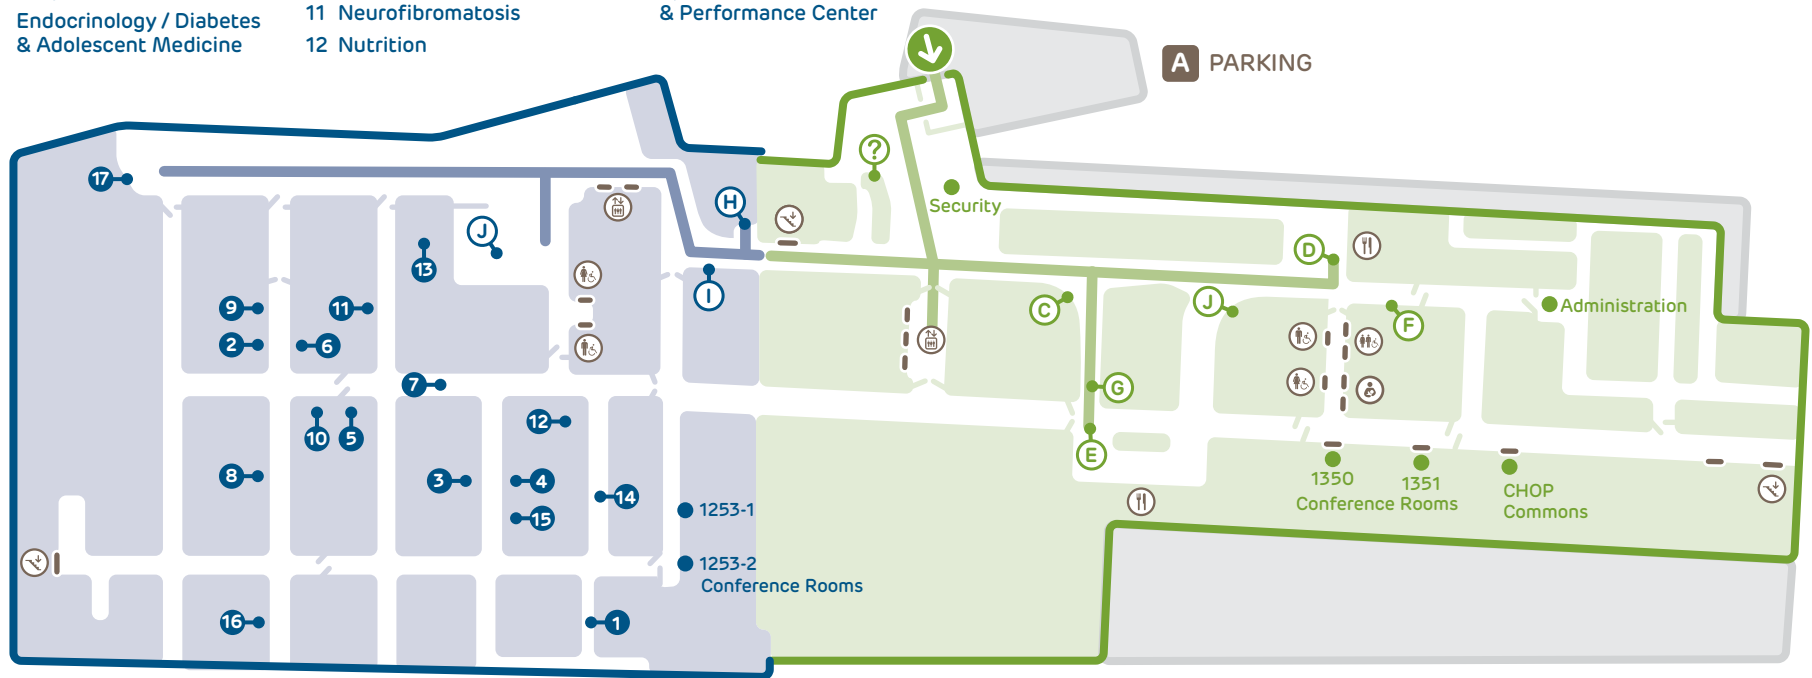 Endocrinology / Diabetes
& Adolescent Medicine
11 Neurofibromatosis
12 Nutrition
& Performance Center
A PARKING
?
17
H
Security
J
D
13
I
9
11
C
J
F
Administration
2
6
7
G
10
5
12
E
8
3
4
14
15
1253-1
1350
1351
Conference Rooms
CHOP
Commons
1253-2
Conference Rooms
16
1